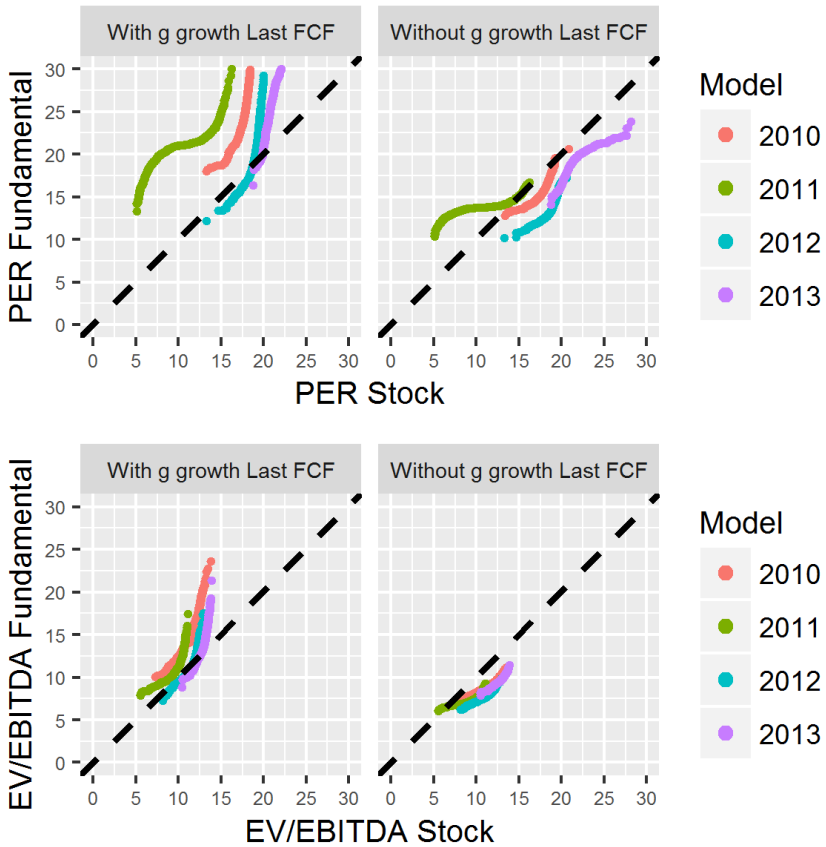 With g growth Last FCF
Without g growth Last FCF
PER Fundamental
30
25
20
15
10
5
0
0 5 10 15 20 25 30
0 5 10 15 20 25 30
PER Stock
Model
2010
2011
2012
2013
With g growth Last FCF
Without g growth Last FCF
EV/EBITDA Fundamental
30
25
20
15
10
5
0
0 5 10 15 20 25 30
0 5 10 15 20 25 30
EV/EBITDA Stock
Model
2010
2011
2012
2013